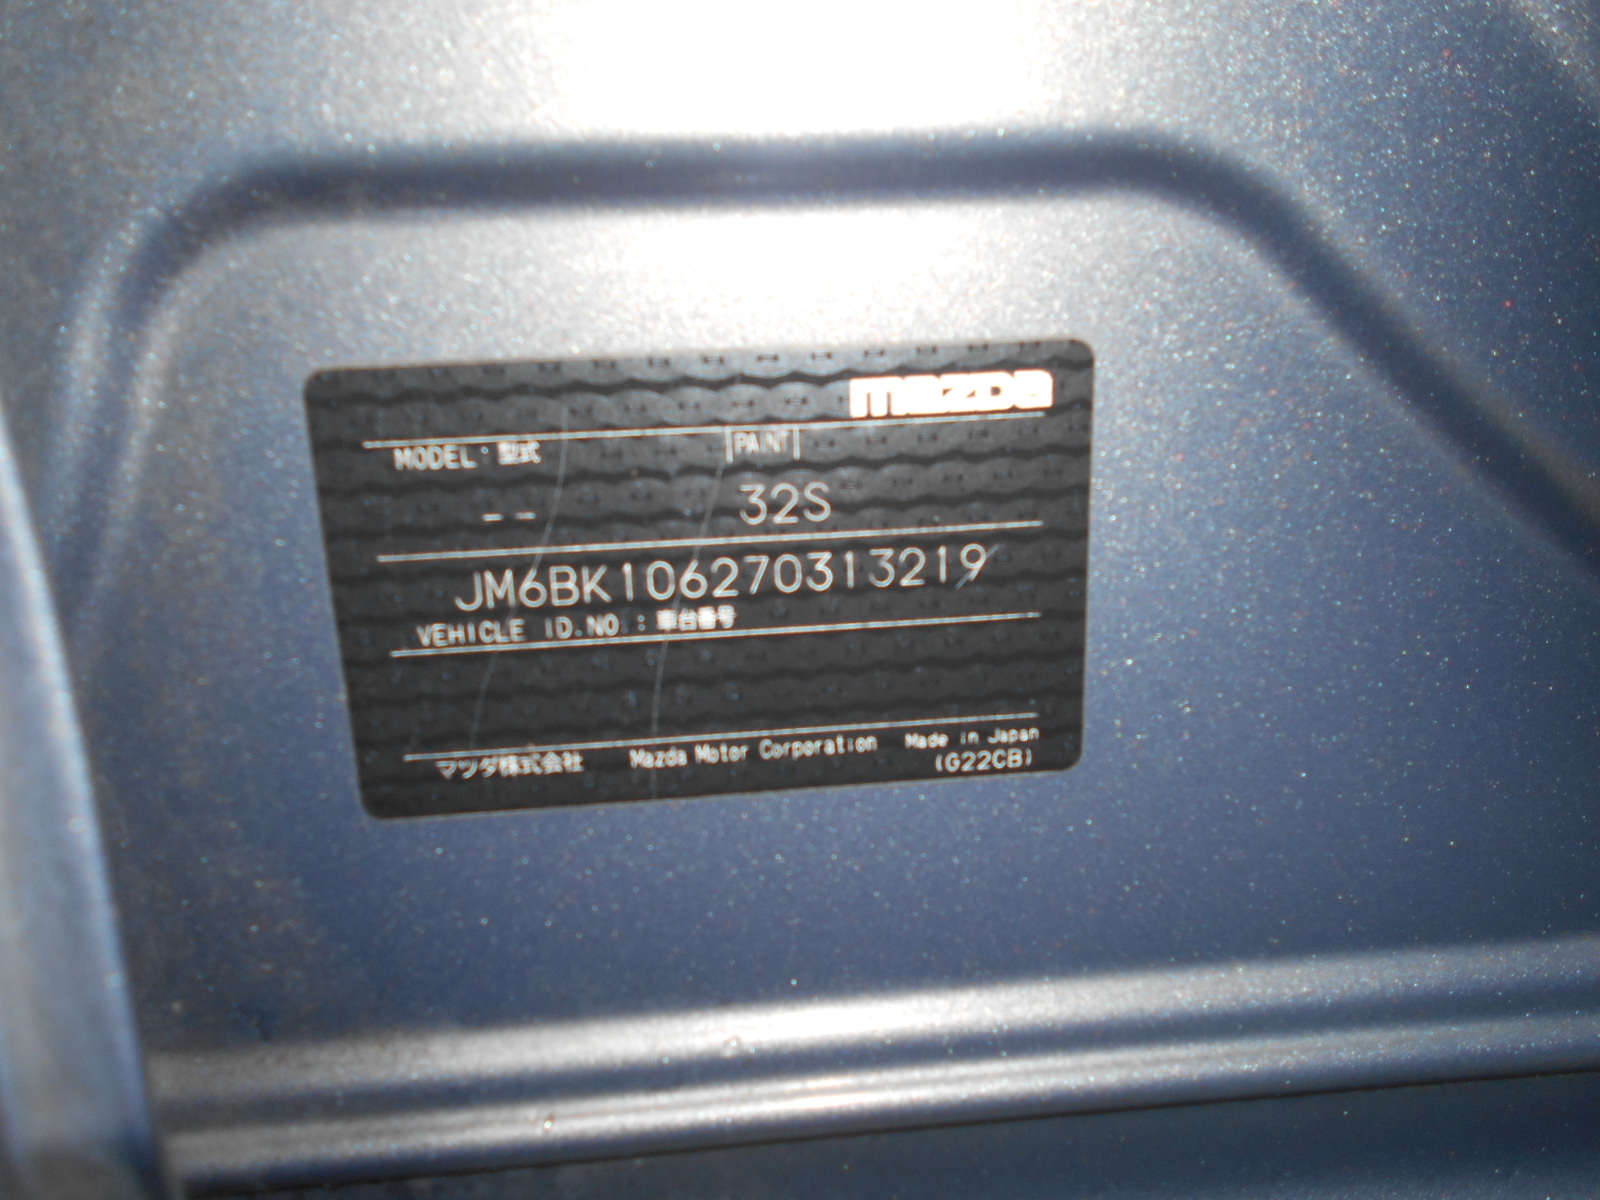 mazda
MODEL・型式 PAINT
-- 32S
JM6BK106270313219
VEHICLE ID.NO.:車台番号
マツダ株式会社 Mazda Motor Corporation Made in Japan
(G22CB)